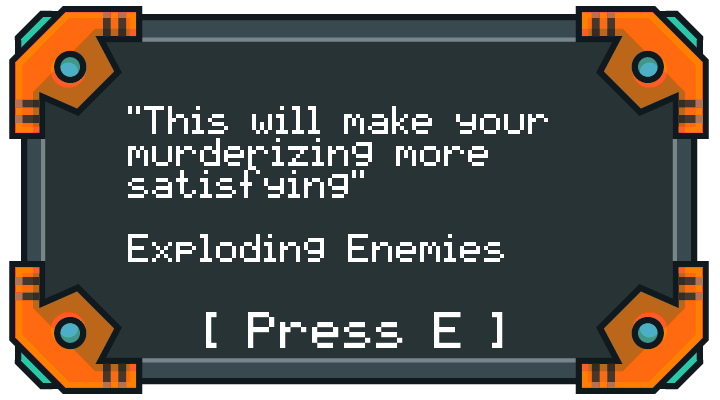 "This will make your
murderizing more
satisfying"
Exploding Enemies
[ Press E ]